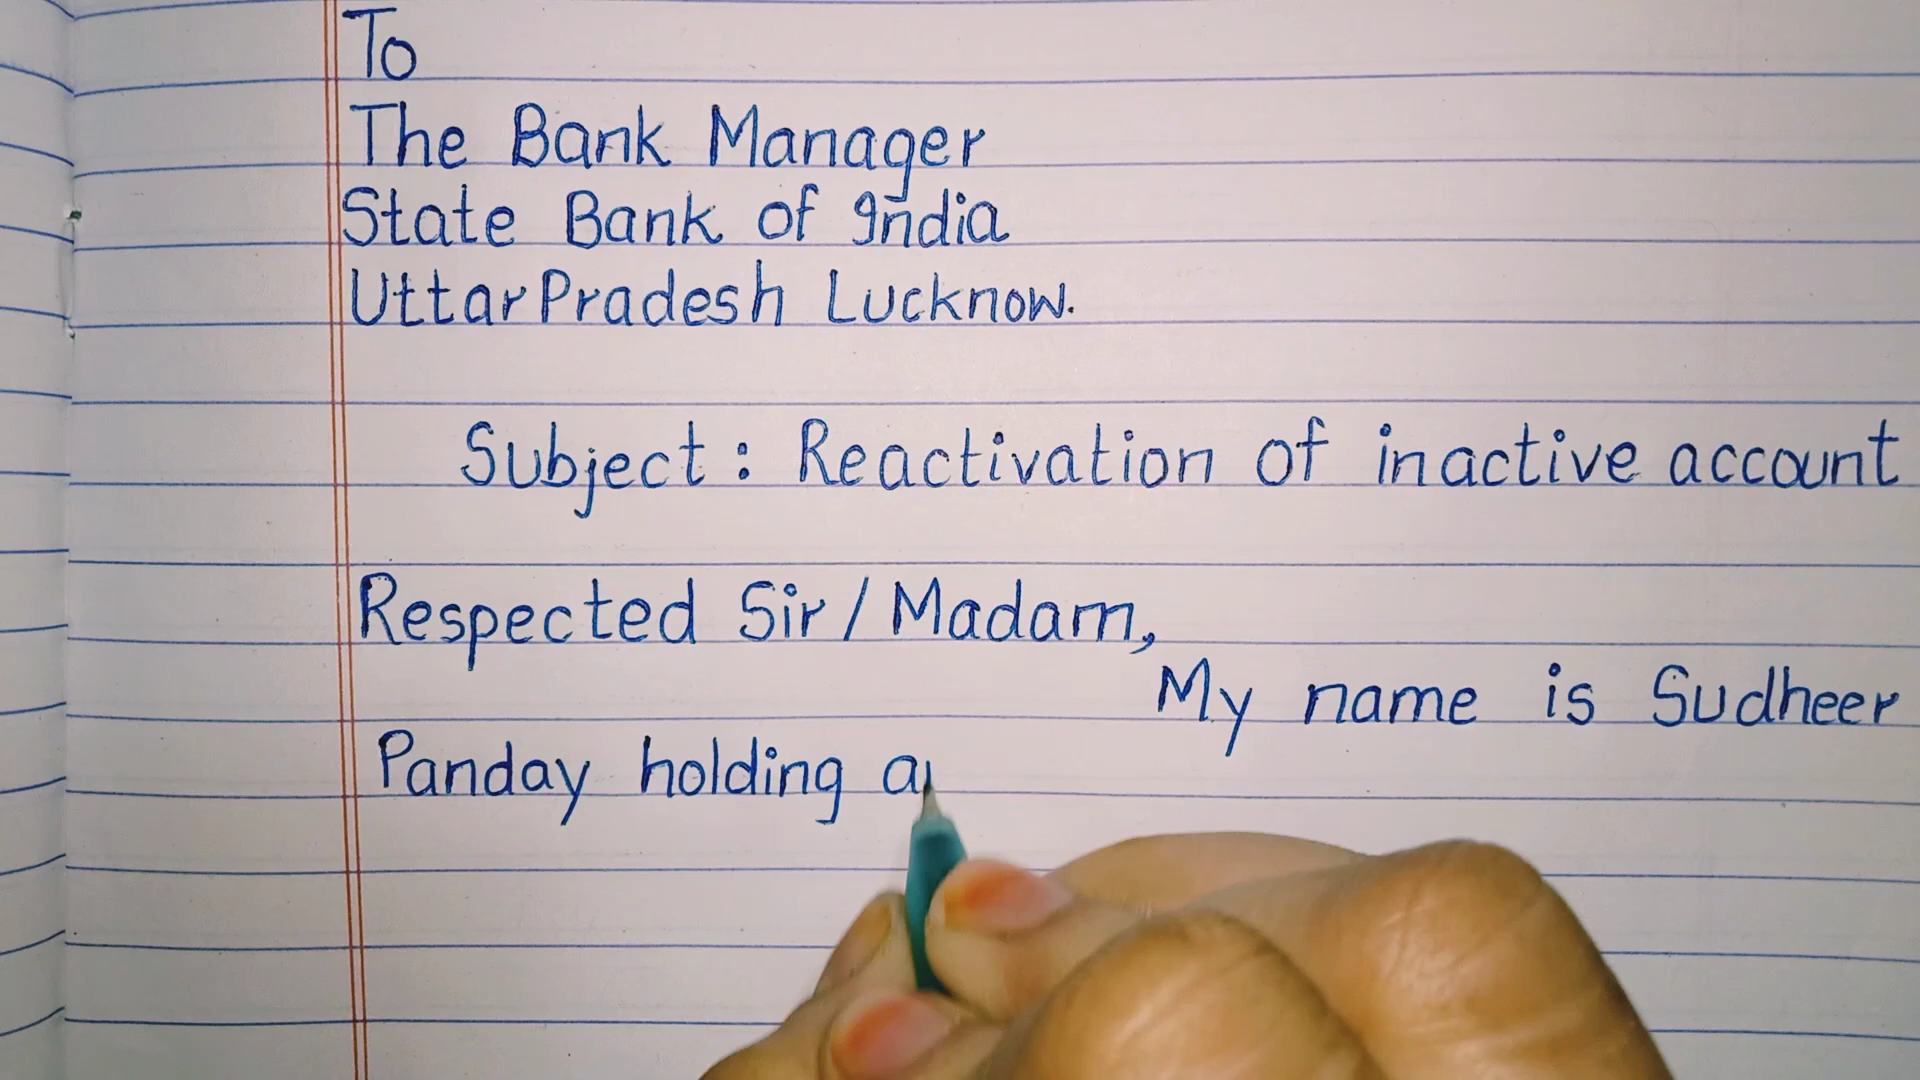 To
The Bank Manager
State Bank of India
Uttar Pradesh Lucknow.
Subject : Reactivation of inactive account
Respected Sir / Madam,
My name is Sudheer
Panday holding